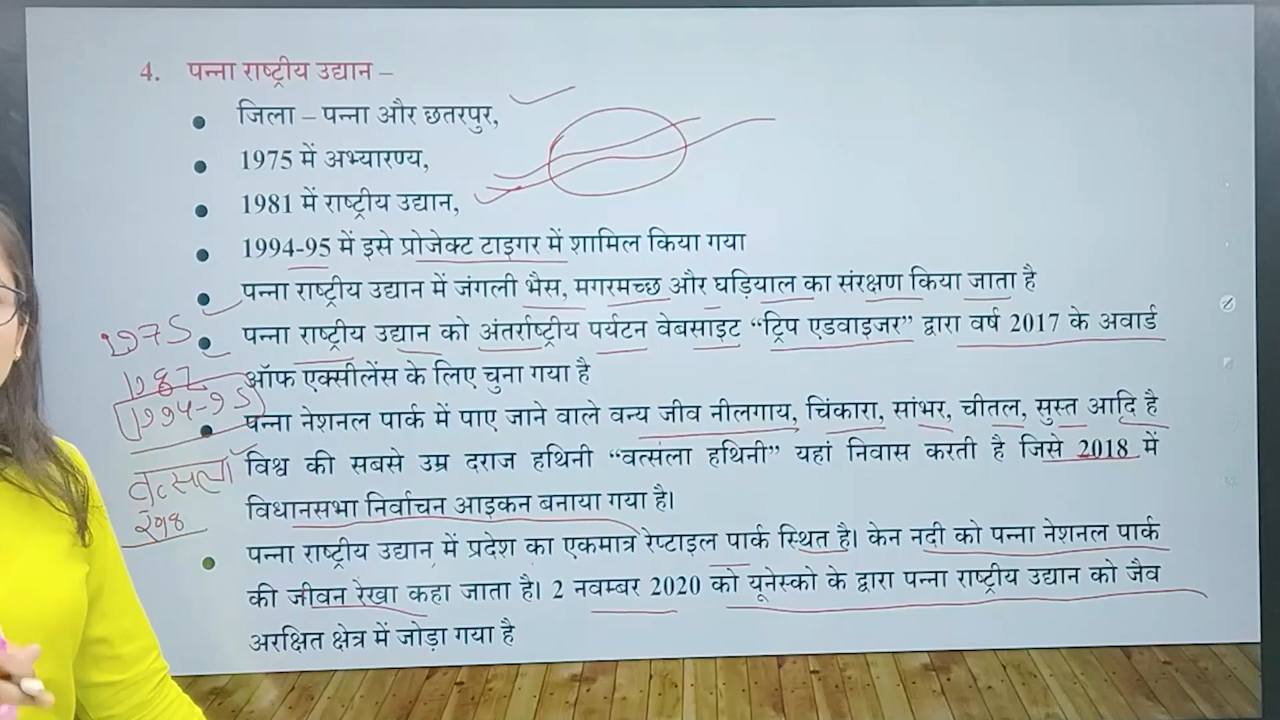 4. पन्ना राष्ट्रीय उद्यान –
● जिला – पन्ना और छतरपुर,
● 1975 में अभ्यारण्य,
● 1981 में राष्ट्रीय उद्यान,
● 1994-95 में इसे प्रोजेक्ट टाइगर में शामिल किया गया
● पन्ना राष्ट्रीय उद्यान में जंगली भैस, मगरमच्छ और घड़ियाल का संरक्षण किया जाता है
1975
● पन्ना राष्ट्रीय उद्यान को अंतर्राष्ट्रीय पर्यटन वेबसाइट “ट्रिप एडवाइजर” द्वारा वर्ष 2017 के अवार्ड
ऑफ एक्सीलेंस के लिए चुना गया है
1994-95
● पन्ना नेशनल पार्क में पाए जाने वाले वन्य जीव नीलगाय, चिंकारा, सांभर, चीतल, सुस्त आदि है
विश्व की सबसे उम्र दराज हथिनी “वत्सला हथिनी” यहां निवास करती है जिसे 2018 में
वत्सला
विधानसभा निर्वाचन आइकन बनाया गया है।
2018
● पन्ना राष्ट्रीय उद्यान में प्रदेश का एकमात्र रेप्टाइल पार्क स्थित है। केन नदी को पन्ना नेशनल पार्क
की जीवन रेखा कहा जाता है। 2 नवम्बर 2020 को यूनेस्को के द्वारा पन्ना राष्ट्रीय उद्यान को जैव
अरक्षित क्षेत्र में जोड़ा गया है